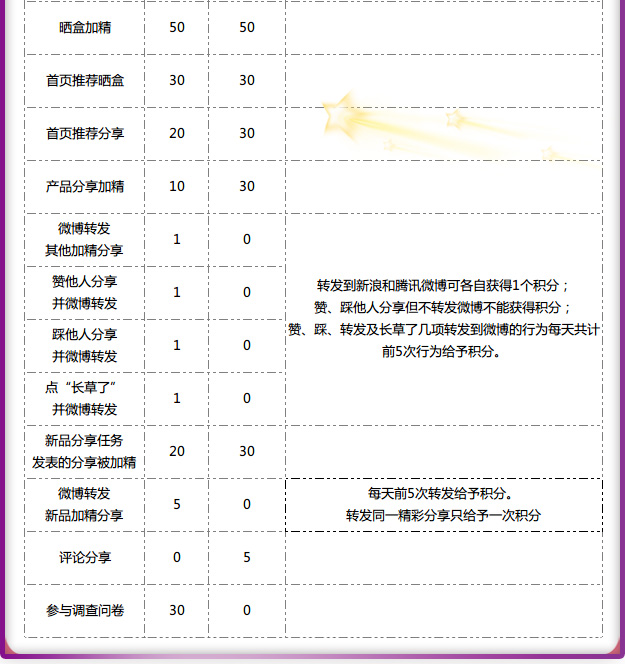 晒盒加精 50 50
首页推荐晒盒 30 30
首页推荐分享 20 30
产品分享加精 10 30
微博转发
其他加精分享 1 0
赞他人分享
并微博转发 1 0
踩他人分享
并微博转发 1 0
点“长草了”
并微博转发 1 0
转发到新浪和腾讯微博可各自获得1个积分；
赞、踩他人分享但不转发微博不能获得积分；
赞、踩、转发及长草了几项转发到微博的行为每天共计
前5次行为给予积分。
新品分享任务
发表的分享被加精 20 30
微博转发
新品加精分享 5 0
每天前5次转发给予积分。
转发同一精彩分享只给予一次积分
评论分享 0 5
参与调查问卷 30 0